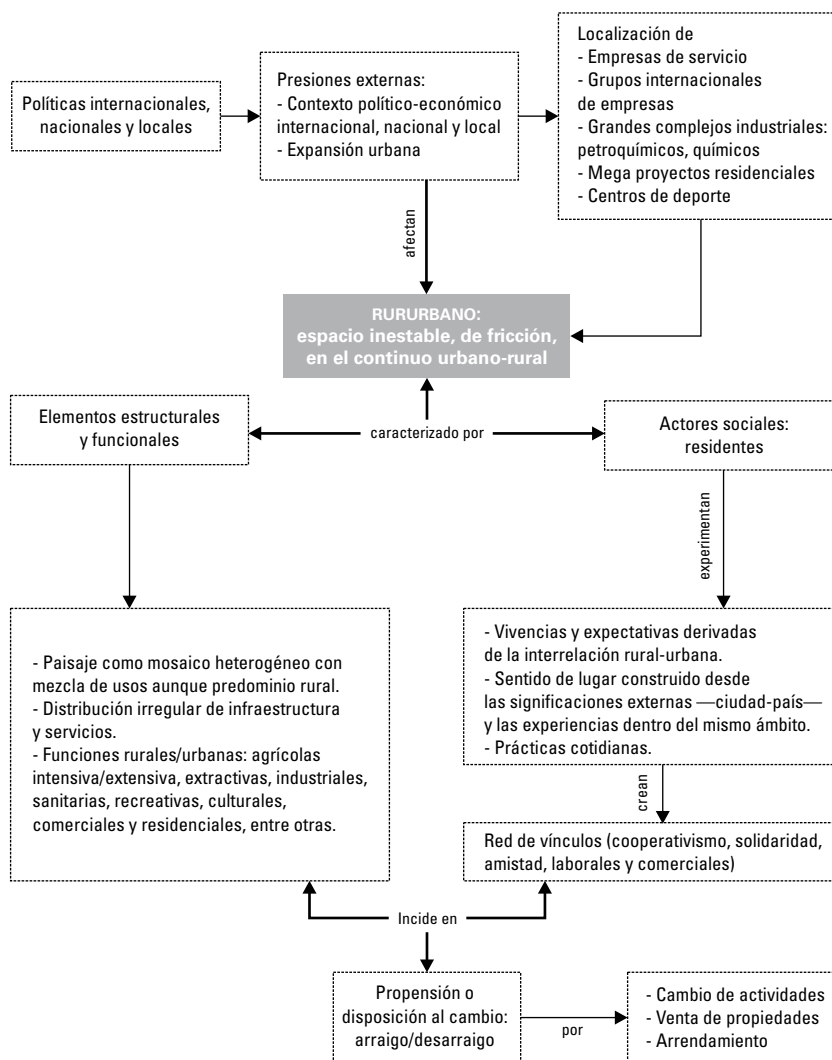 Políticas internacionales,
nacionales y locales
Presiones externas:
- Contexto político-económico
internacional, nacional y local
- Expansión urbana
Localización de
- Empresas de servicio
- Grupos internacionales
de empresas
- Grandes complejos industriales:
petroquímicos, químicos
- Mega proyectos residenciales
- Centros de deporte
afectan
RURURBANO:
espacio inestable, de fricción,
en el continuo urbano-rural
Elementos estructurales
y funcionales
caracterizado por
Actores sociales:
residentes
experimentan
- Paisaje como mosaico heterogéneo con
mezcla de usos aunque predominio rural.
- Distribución irregular de infraestructura
y servicios.
- Funciones rurales/urbanas: agrícolas
intensiva/extensiva, extractivas, industriales,
sanitarias, recreativas, culturales,
comerciales y residenciales, entre otras.
- Vivencias y expectativas derivadas
de la interrelación rural-urbana.
- Sentido de lugar construido desde
las significaciones externas —ciudad-país—
y las experiencias dentro del mismo ámbito.
- Prácticas cotidianas.
crean
Red de vínculos (cooperativismo, solidaridad,
amistad, laborales y comerciales)
Incide en
Propensión o
disposición al cambio:
arraigo/desarraigo
por
- Cambio de actividades
- Venta de propiedades
- Arrendamiento